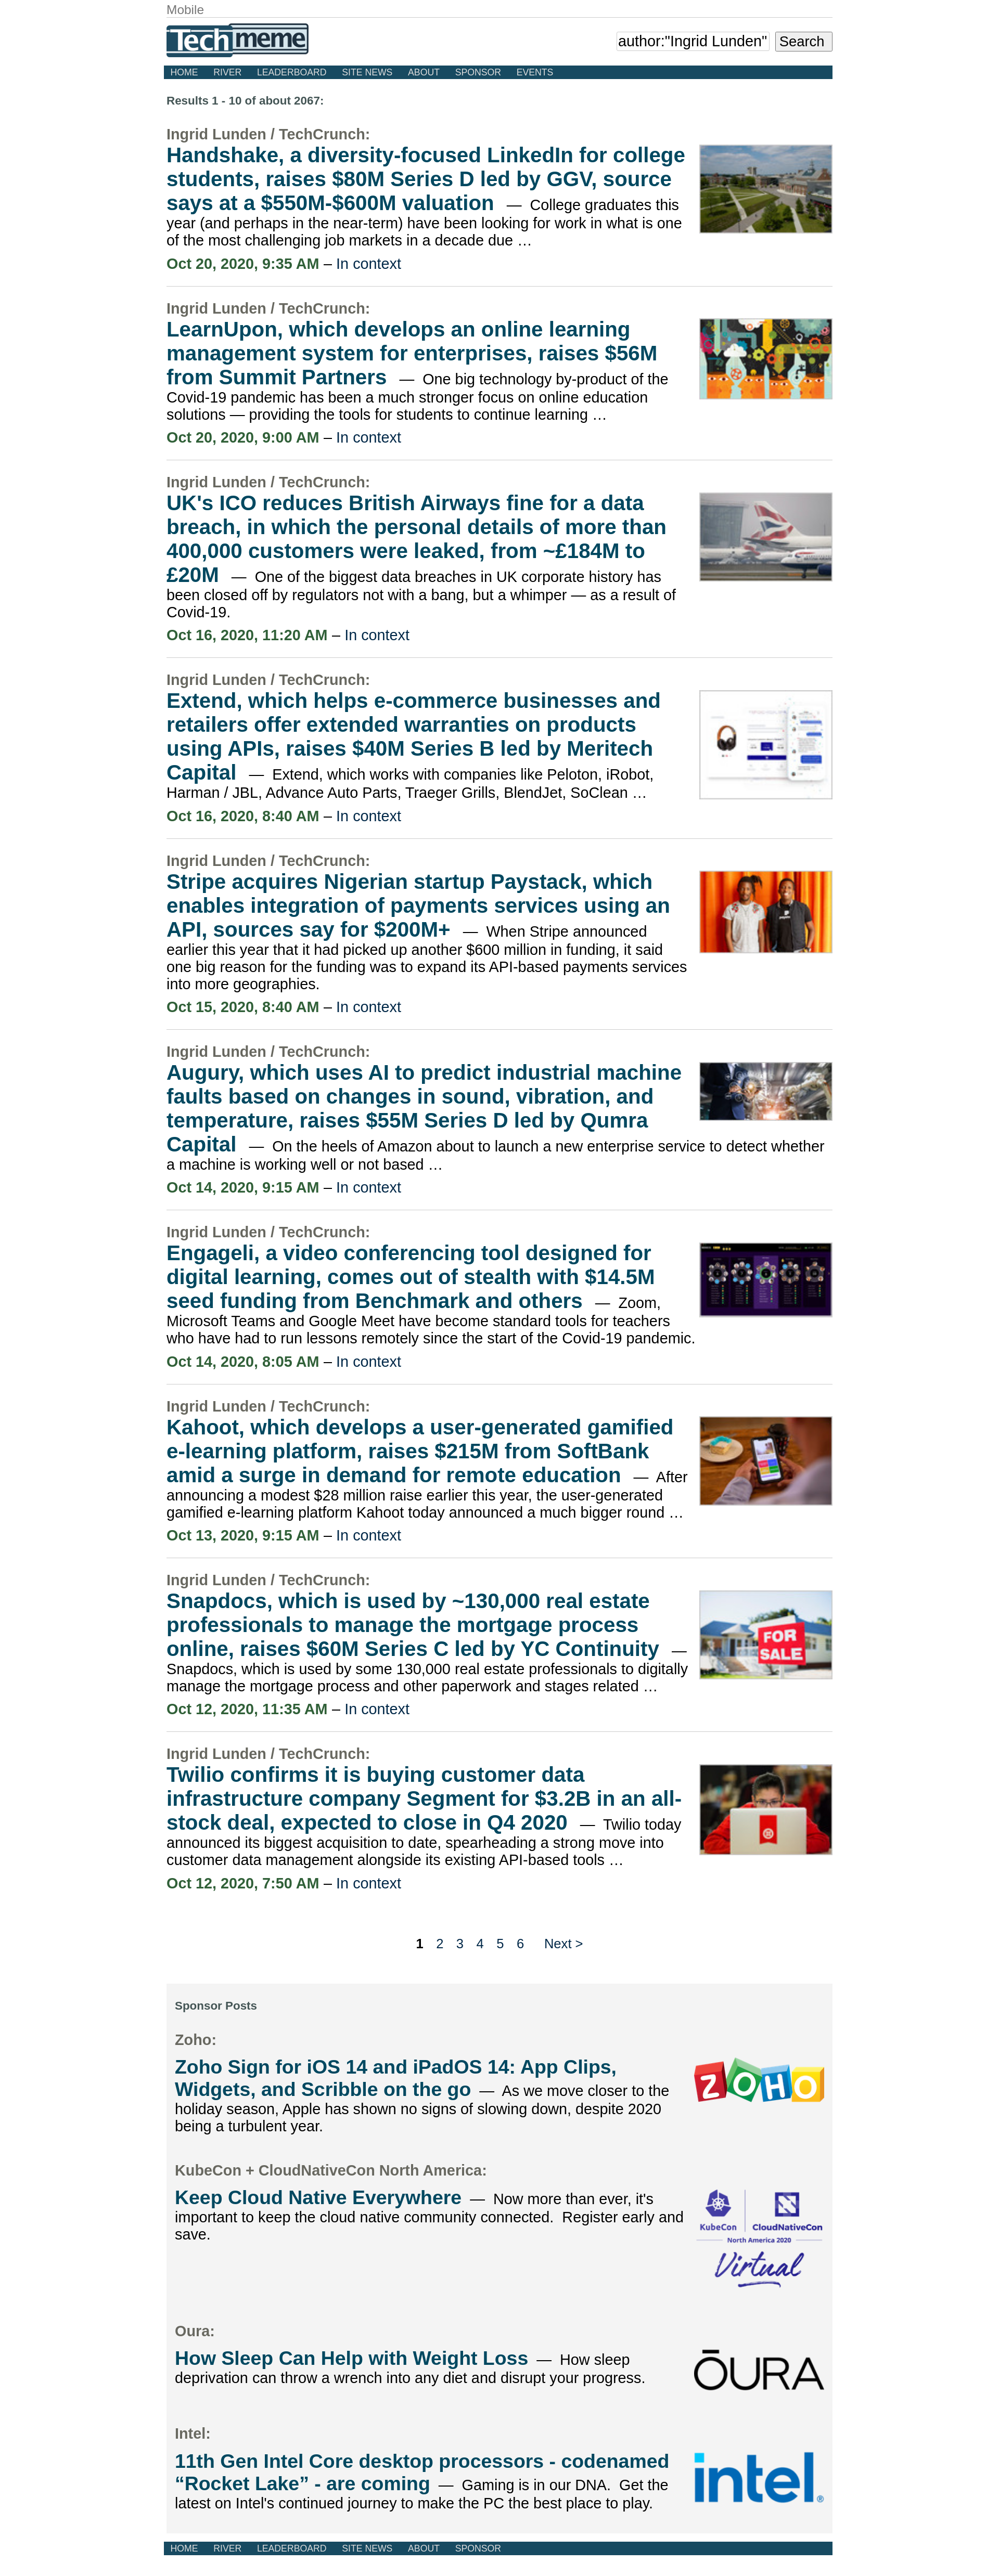 Mobile
Techmeme
author:"Ingrid Lunden"
Search
HOME RIVER LEADERBOARD SITE NEWS ABOUT SPONSOR EVENTS
Results 1 - 10 of about 2067:
Ingrid Lunden / TechCrunch:
Handshake, a diversity-focused LinkedIn for college
students, raises $80M Series D led by GGV, source
says at a $550M-$600M valuation — College graduates this
year (and perhaps in the near-term) have been looking for work in what is one
of the most challenging job markets in a decade due …
Oct 20, 2020, 9:35 AM – In context
Ingrid Lunden / TechCrunch:
LearnUpon, which develops an online learning
management system for enterprises, raises $56M
from Summit Partners — One big technology by-product of the
Covid-19 pandemic has been a much stronger focus on online education
solutions — providing the tools for students to continue learning …
Oct 20, 2020, 9:00 AM – In context
Ingrid Lunden / TechCrunch:
UK's ICO reduces British Airways fine for a data
breach, in which the personal details of more than
400,000 customers were leaked, from ~£184M to
£20M — One of the biggest data breaches in UK corporate history has
been closed off by regulators not with a bang, but a whimper — as a result of
Covid-19.
Oct 16, 2020, 11:20 AM – In context
Ingrid Lunden / TechCrunch:
Extend, which helps e-commerce businesses and
retailers offer extended warranties on products
using APIs, raises $40M Series B led by Meritech
Capital — Extend, which works with companies like Peloton, iRobot,
Harman / JBL, Advance Auto Parts, Traeger Grills, BlendJet, SoClean …
Oct 16, 2020, 8:40 AM – In context
Ingrid Lunden / TechCrunch:
Stripe acquires Nigerian startup Paystack, which
enables integration of payments services using an
API, sources say for $200M+ — When Stripe announced
earlier this year that it had picked up another $600 million in funding, it said
one big reason for the funding was to expand its API-based payments services
into more geographies.
Oct 15, 2020, 8:40 AM – In context
Ingrid Lunden / TechCrunch:
Augury, which uses AI to predict industrial machine
faults based on changes in sound, vibration, and
temperature, raises $55M Series D led by Qumra
Capital — On the heels of Amazon about to launch a new enterprise service to detect whether
a machine is working well or not based …
Oct 14, 2020, 9:15 AM – In context
Ingrid Lunden / TechCrunch:
Engageli, a video conferencing tool designed for
digital learning, comes out of stealth with $14.5M
seed funding from Benchmark and others — Zoom,
Microsoft Teams and Google Meet have become standard tools for teachers
who have had to run lessons remotely since the start of the Covid-19 pandemic.
Oct 14, 2020, 8:05 AM – In context
Ingrid Lunden / TechCrunch:
Kahoot, which develops a user-generated gamified
e-learning platform, raises $215M from SoftBank
amid a surge in demand for remote education — After
announcing a modest $28 million raise earlier this year, the user-generated
gamified e-learning platform Kahoot today announced a much bigger round …
Oct 13, 2020, 9:15 AM – In context
Ingrid Lunden / TechCrunch:
Snapdocs, which is used by ~130,000 real estate
professionals to manage the mortgage process
online, raises $60M Series C led by YC Continuity —
Snapdocs, which is used by some 130,000 real estate professionals to digitally
manage the mortgage process and other paperwork and stages related …
FOR
SALE
Oct 12, 2020, 11:35 AM – In context
Ingrid Lunden / TechCrunch:
Twilio confirms it is buying customer data
infrastructure company Segment for $3.2B in an all-
stock deal, expected to close in Q4 2020 — Twilio today
announced its biggest acquisition to date, spearheading a strong move into
customer data management alongside its existing API-based tools …
Oct 12, 2020, 7:50 AM – In context
1 2 3 4 5 6 Next >
Sponsor Posts
Zoho:
Zoho Sign for iOS 14 and iPadOS 14: App Clips,
Widgets, and Scribble on the go — As we move closer to the
holiday season, Apple has shown no signs of slowing down, despite 2020
being a turbulent year.
ZOHO
KubeCon + CloudNativeCon North America:
Keep Cloud Native Everywhere — Now more than ever, it's
important to keep the cloud native community connected. Register early and
save.
KubeCon CloudNativeCon
North America 2020
Virtual
Oura:
How Sleep Can Help with Weight Loss — How sleep
deprivation can throw a wrench into any diet and disrupt your progress.
ŌURA
Intel:
11th Gen Intel Core desktop processors - codenamed
“Rocket Lake” - are coming — Gaming is in our DNA. Get the
latest on Intel's continued journey to make the PC the best place to play.
intel®
HOME RIVER LEADERBOARD SITE NEWS ABOUT SPONSOR